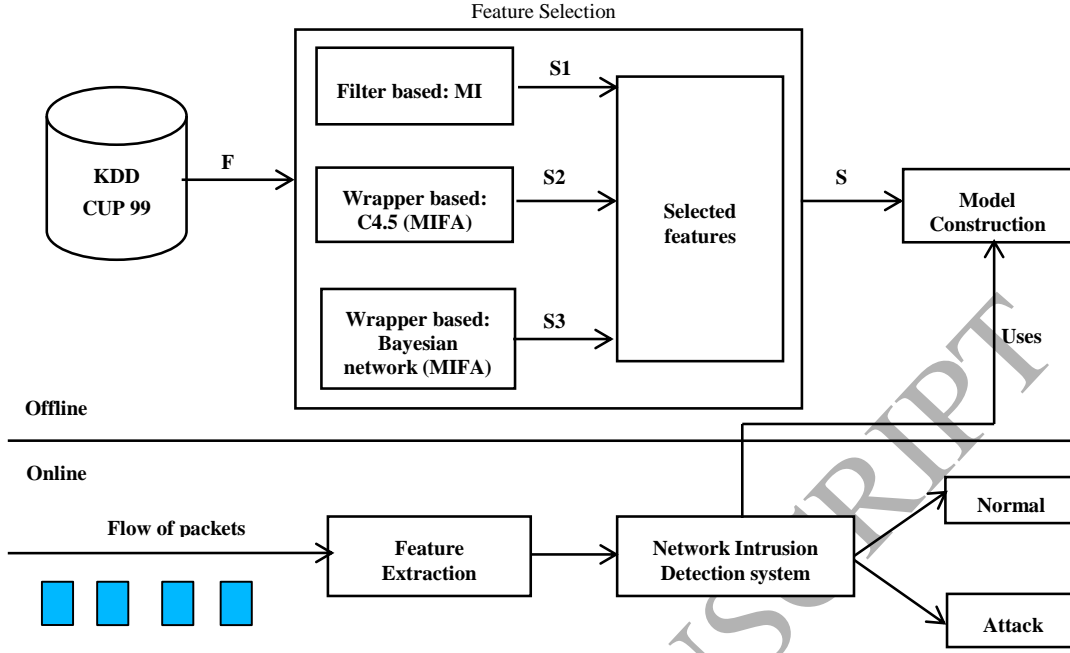 Feature Selection
Filter based: MI
S1
KDD
CUP 99
F
Wrapper based:
C4.5 (MIFA)
S2
Selected
features
S
Model
Construction
Wrapper based:
Bayesian
network (MIFA)
S3
Uses
Offline
Online
Flow of packets
Feature
Extraction
Network Intrusion
Detection system
Normal
Attack
USCRIPT